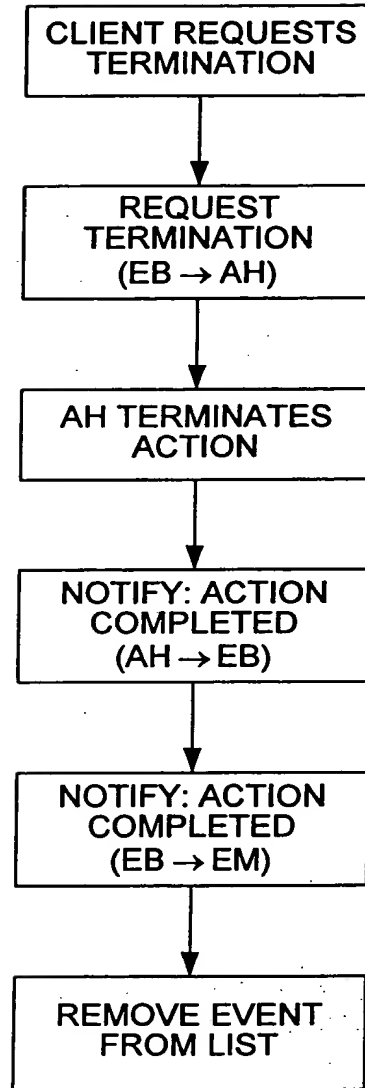 CLIENT REQUESTS
TERMINATION
REQUEST
TERMINATION
(EB → AH)
AH TERMINATES
ACTION
NOTIFY: ACTION
COMPLETED
(AH → EB)
NOTIFY: ACTION
COMPLETED
(EB → EM)
REMOVE EVENT
FROM LIST